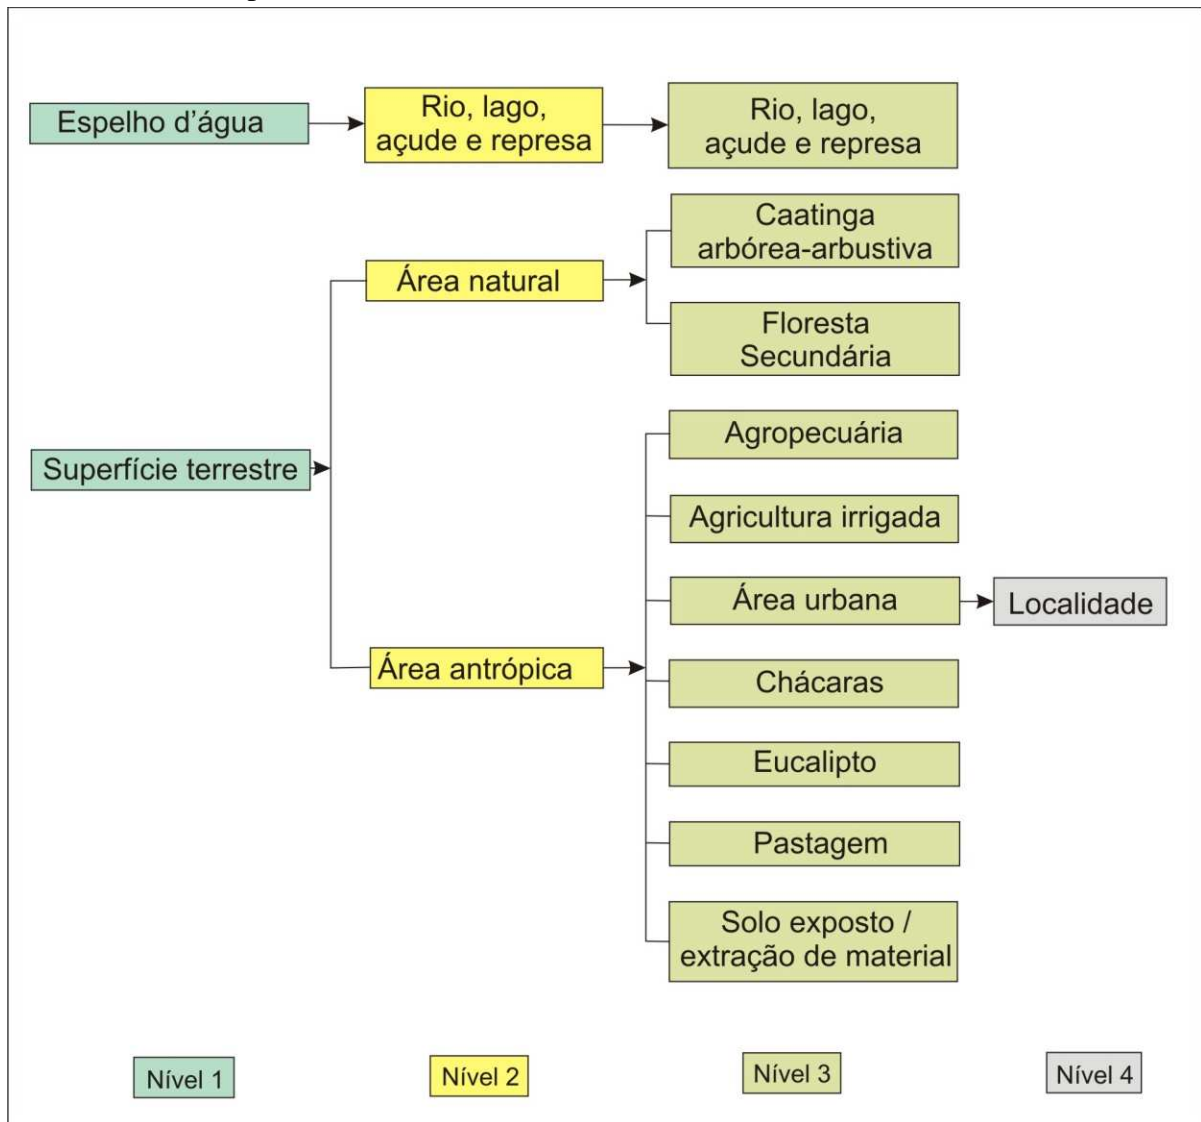 Espelho d'água
Rio, lago,
açude e represa
Rio, lago,
açude e represa
Caatinga
arbórea-arbustiva
Área natural
Floresta
Secundária
Agropecuária
Superfície terrestre
Agricultura irrigada
Área urbana
Localidade
Área antrópica
Chácaras
Eucalipto
Pastagem
Solo exposto /
extração de material
Nível 1
Nível 2
Nível 3
Nível 4